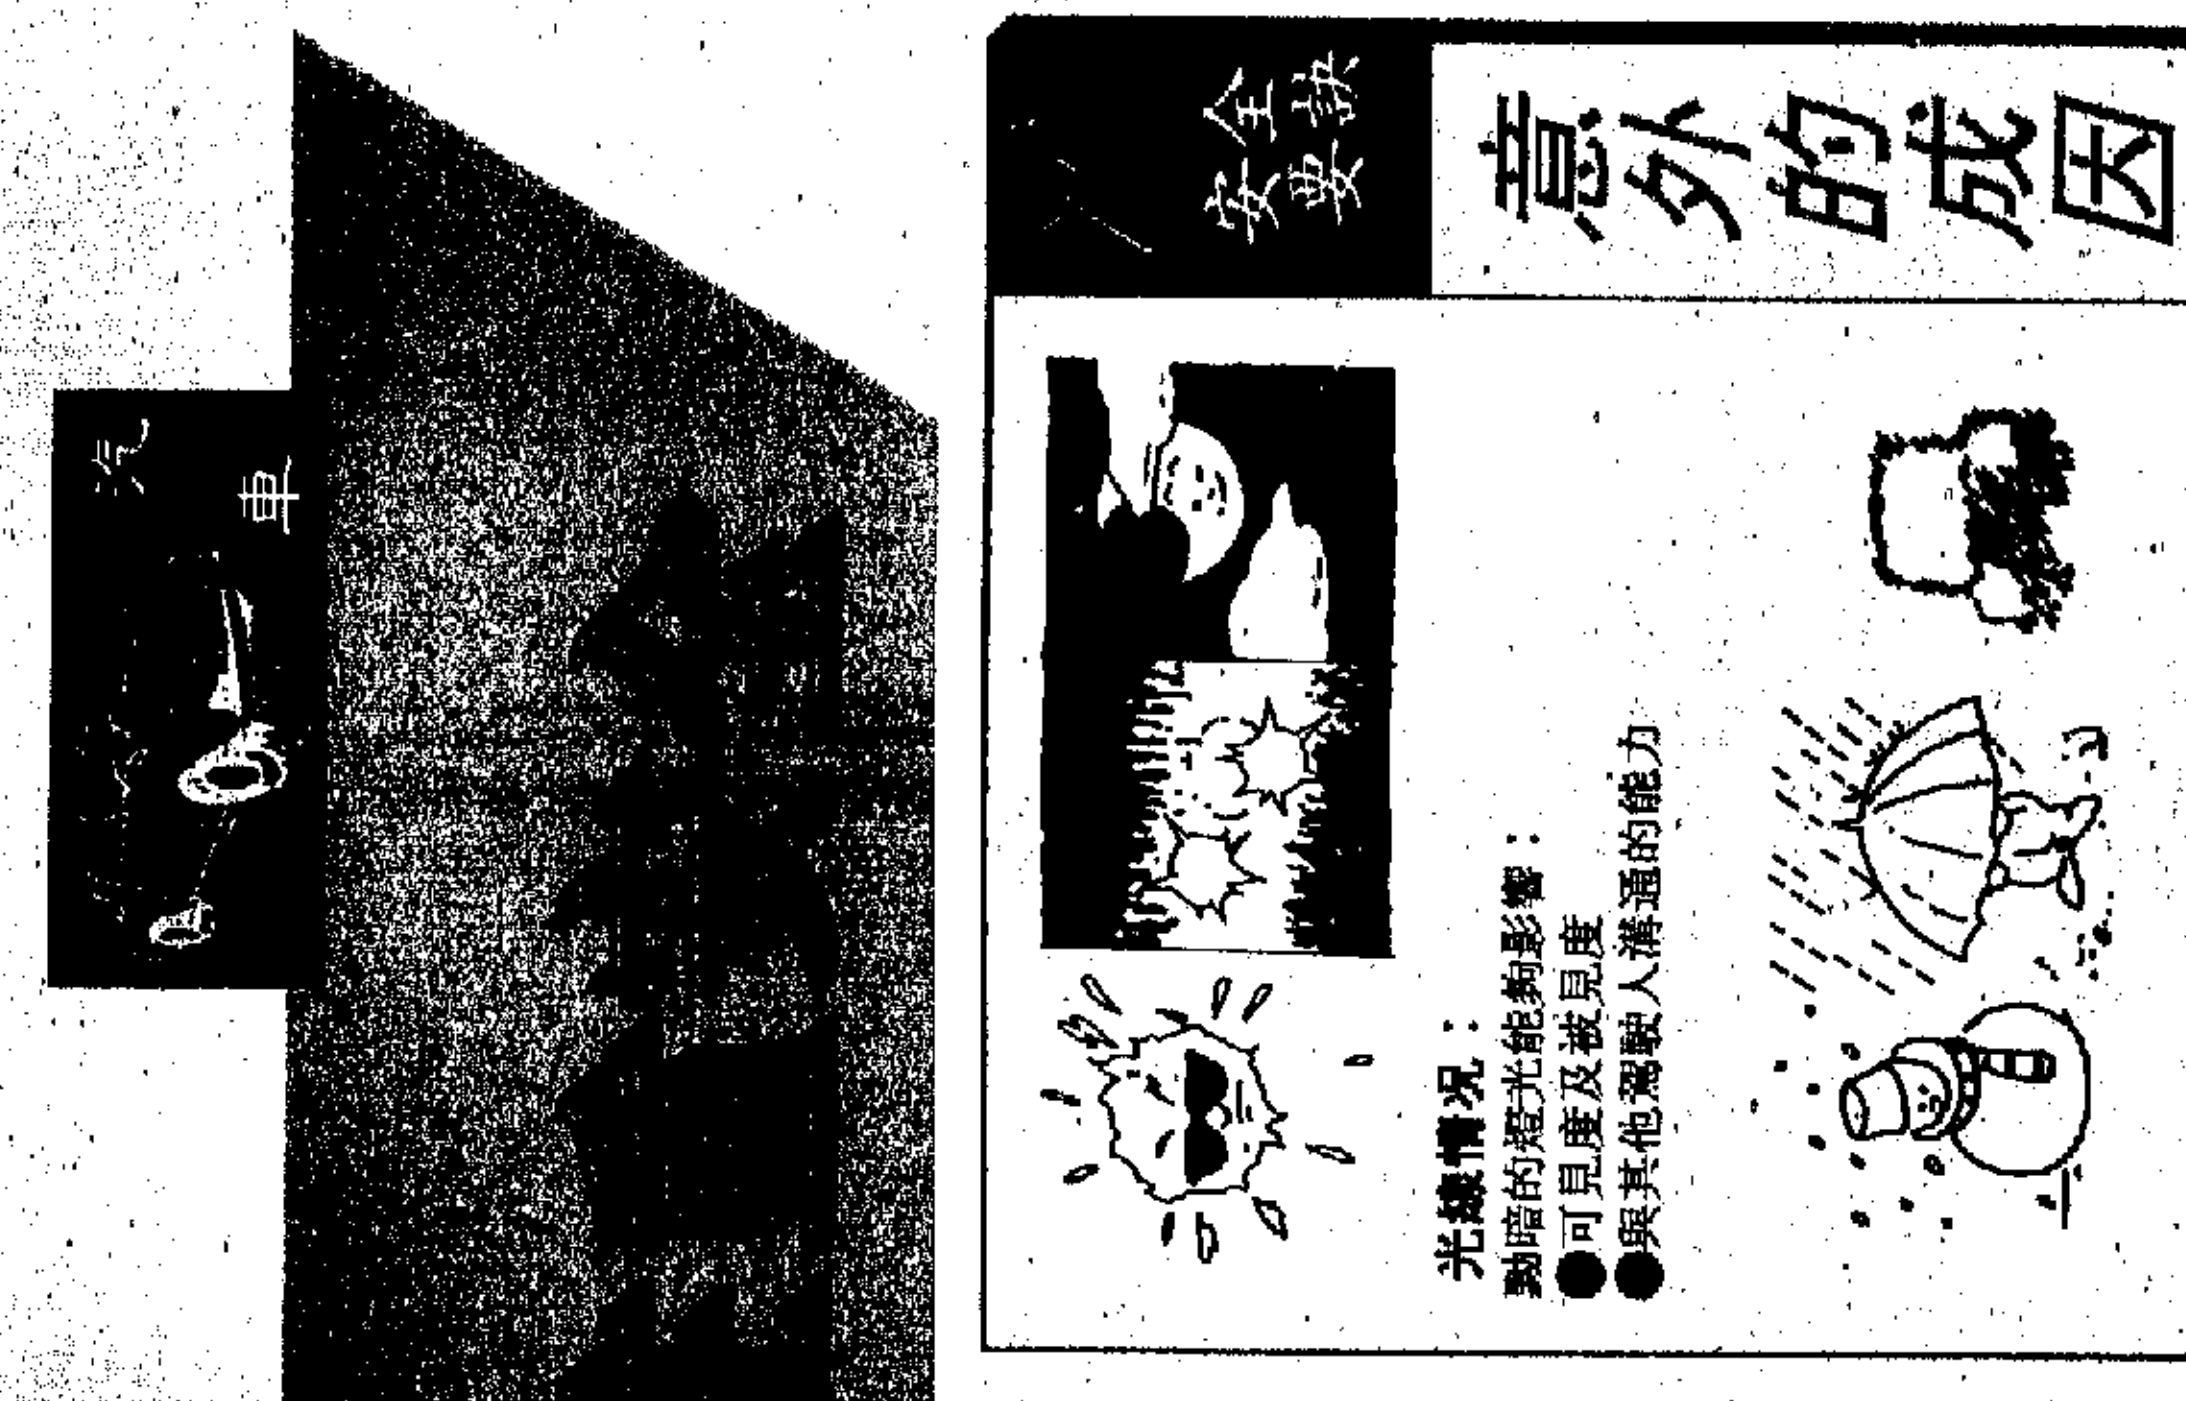 汽車
安全
要訣
意外的成因
光線情況：
黝暗的燈光能夠影響：
●可見度及被見度
●與其他駕駛人溝通的能力